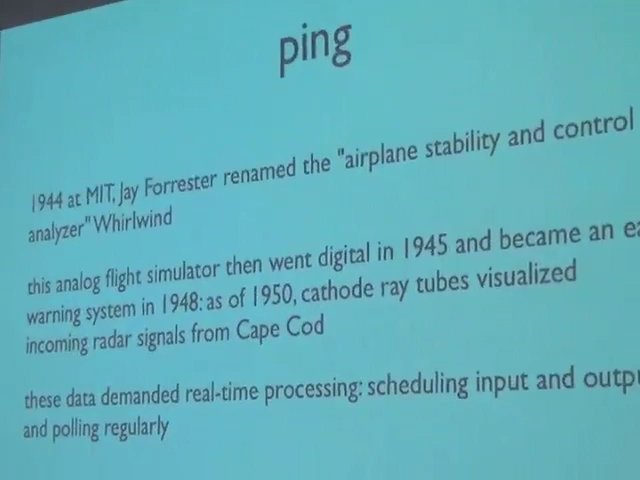 ping
1944 at MIT, Jay Forrester renamed the "airplane stability and control
analyzer" Whirlwind
this analog flight simulator then went digital in 1945 and became an
warning system in 1948: as of 1950, cathode ray tubes visualized
incoming radar signals from Cape Cod
these data demanded real-time processing: scheduling input and
and polling regularly